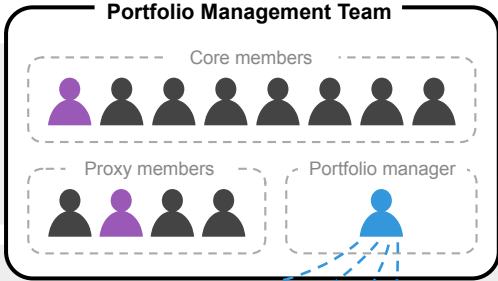 Portfolio Management Team
Core members
Proxy members
Portfolio manager